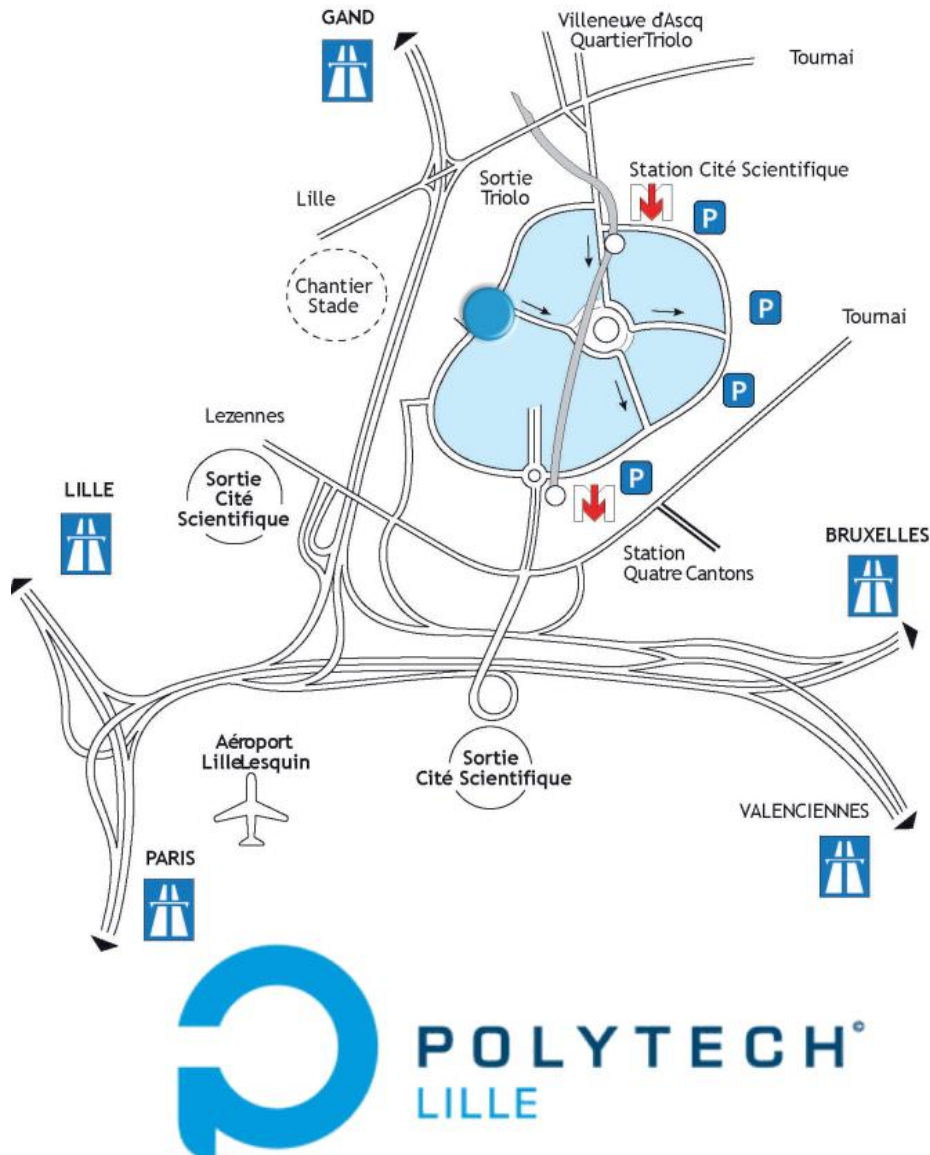 GAND
Villeneuve d'Ascq
QuartierTriolo
Tournai
Station Cité Scientifique
Sortie
Triolo
P
Lille
Chantier
Stade
P
Tournai
P
Lezennes
Sortie
Cité
Scientifique
LILLE
P
Station
Quatre Cantons
BRUXELLES
Aéroport
LilleLesquin
Sortie
Cité Scientifique
VALENCIENNES
PARIS
POLYTECH©
LILLE